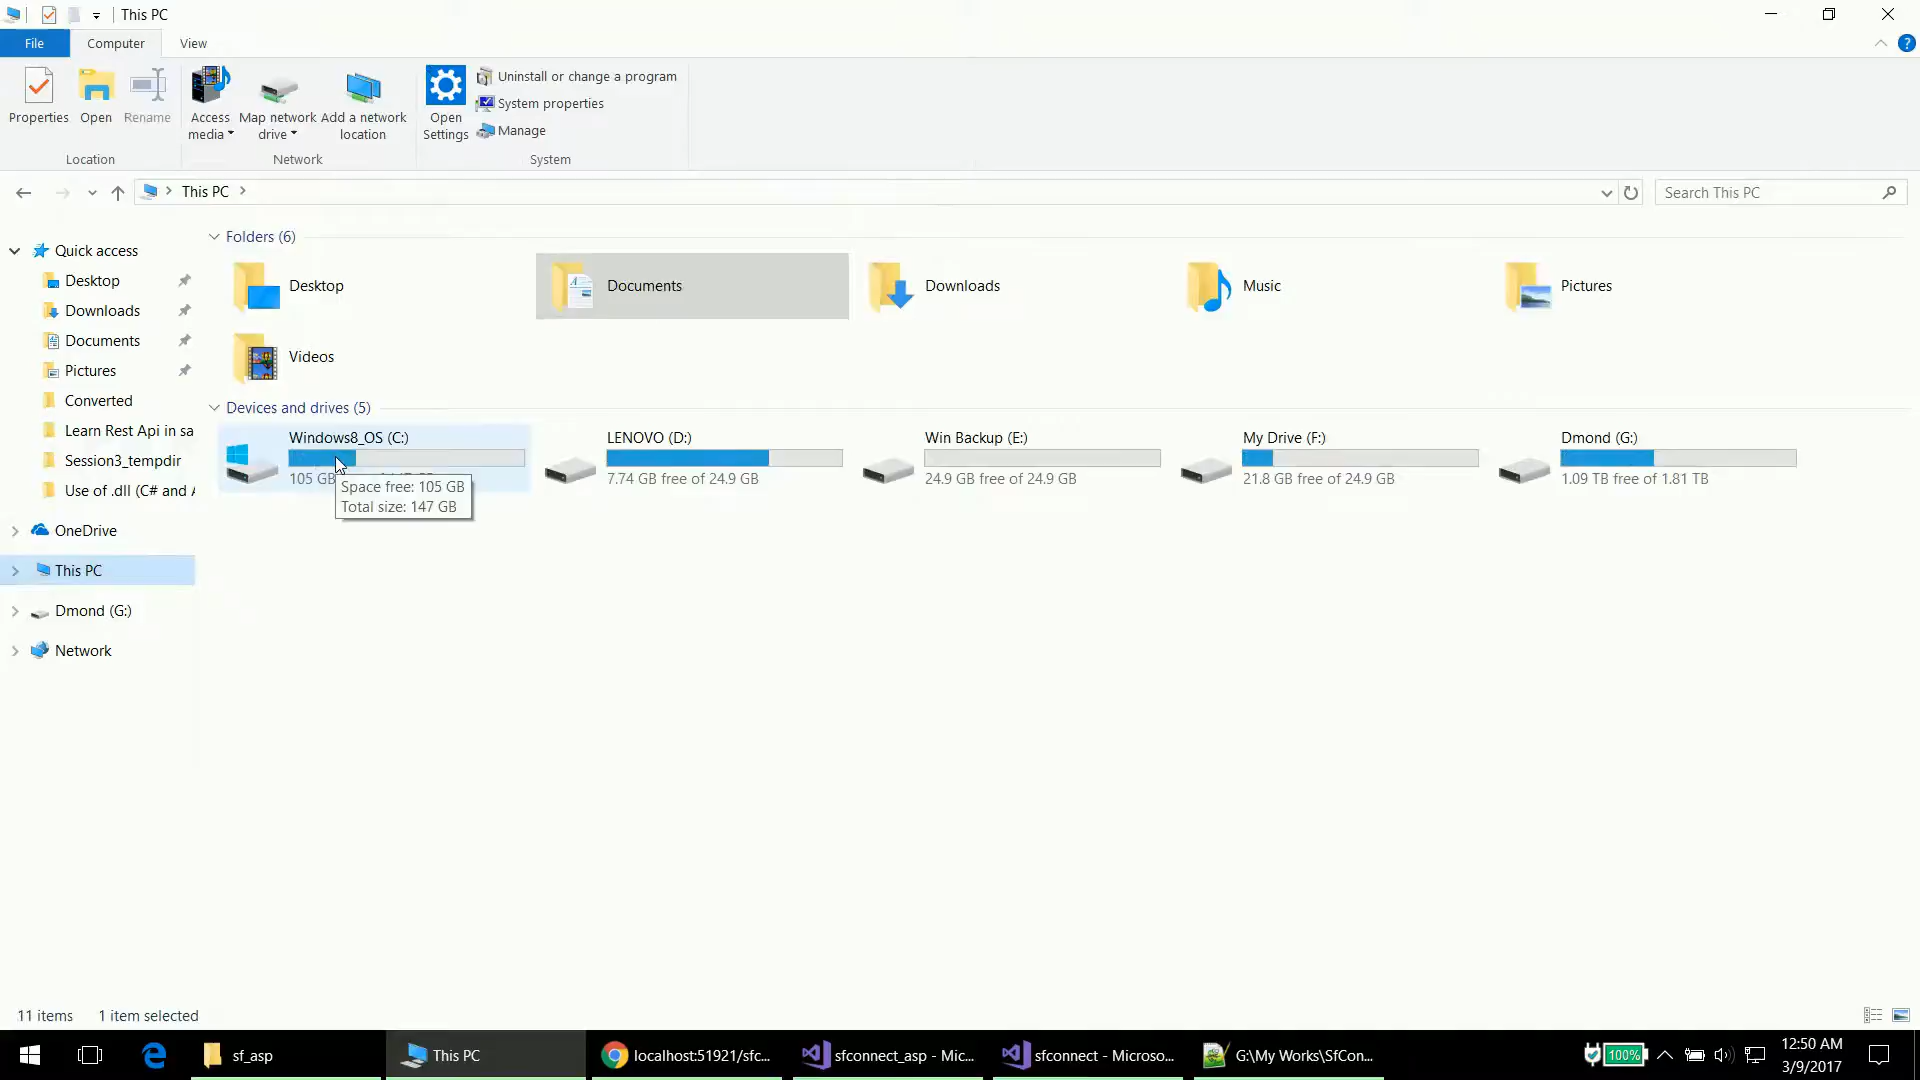 This PC
File
Computer
View
Properties
Open
Rename
Access
media
Map network
drive
Add a network
location
Open
Settings
Uninstall or change a program
System properties
Manage
Location
Network
System
This PC
Search This PC
Quick access
Desktop
Downloads
Documents
Pictures
Converted
Learn Rest Api in sa
Session3_tempdir
Use of .dll (C# and A
OneDrive
This PC
Dmond (G:)
Network
Folders (6)
Desktop
Documents
Downloads
Music
Pictures
Videos
Devices and drives (5)
Windows8_OS (C:)
105 GB
Space free: 105 GB
Total size: 147 GB
LENOVO (D:)
7.74 GB free of 24.9 GB
Win Backup (E:)
24.9 GB free of 24.9 GB
My Drive (F:)
21.8 GB free of 24.9 GB
Dmond (G:)
1.09 TB free of 1.81 TB
11 items
1 item selected
sf_asp
This PC
localhost:51921/sfc...
sfconnect_asp - Mic...
sfconnect - Microso...
G:\My Works\SfCon...
100%
12:50 AM
3/9/2017